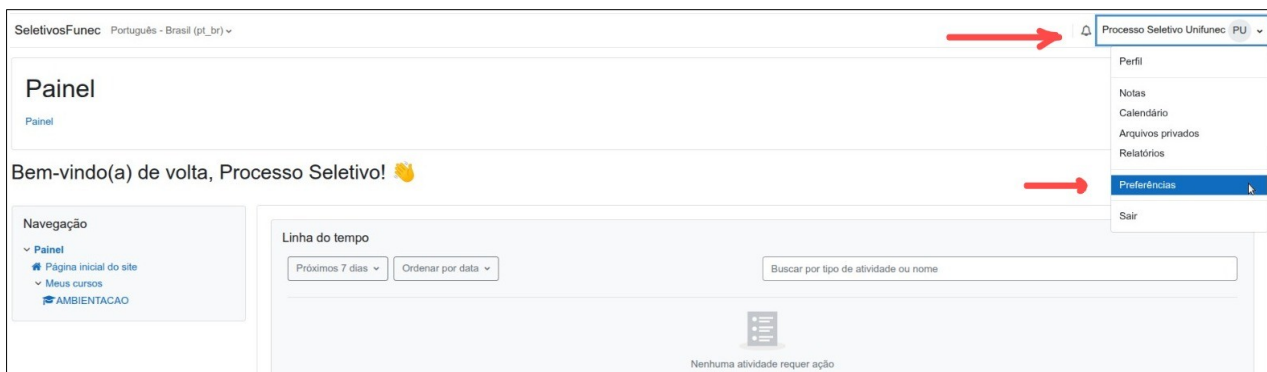 SeletivosFunec Português - Brasil (pt_br)
Processo Seletivo Unifunec PU
Perfil
Notas
Calendário
Arquivos privados
Relatórios
Preferências
Sair
Painel
Painel
Bem-vindo(a) de volta, Processo Seletivo! 👋
Navegação
Painel
Página inicial do site
Meus cursos
AMBIENTACAO
Linha do tempo
Próximos 7 dias Ordenar por data Buscar por tipo de atividade ou nome
Nenhuma atividade requer ação